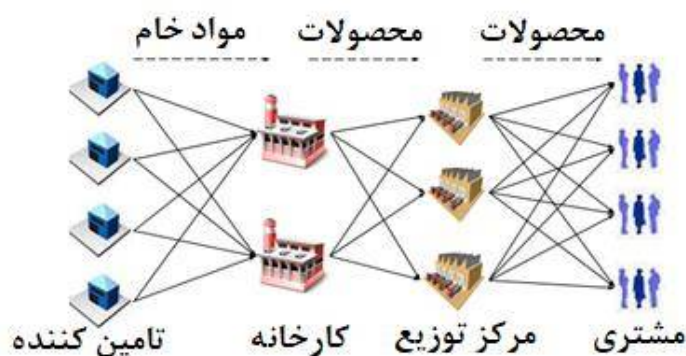 مواد خام
محصولات
محصولات
تامین کننده
کارخانه
مرکز توزیع
مشتری